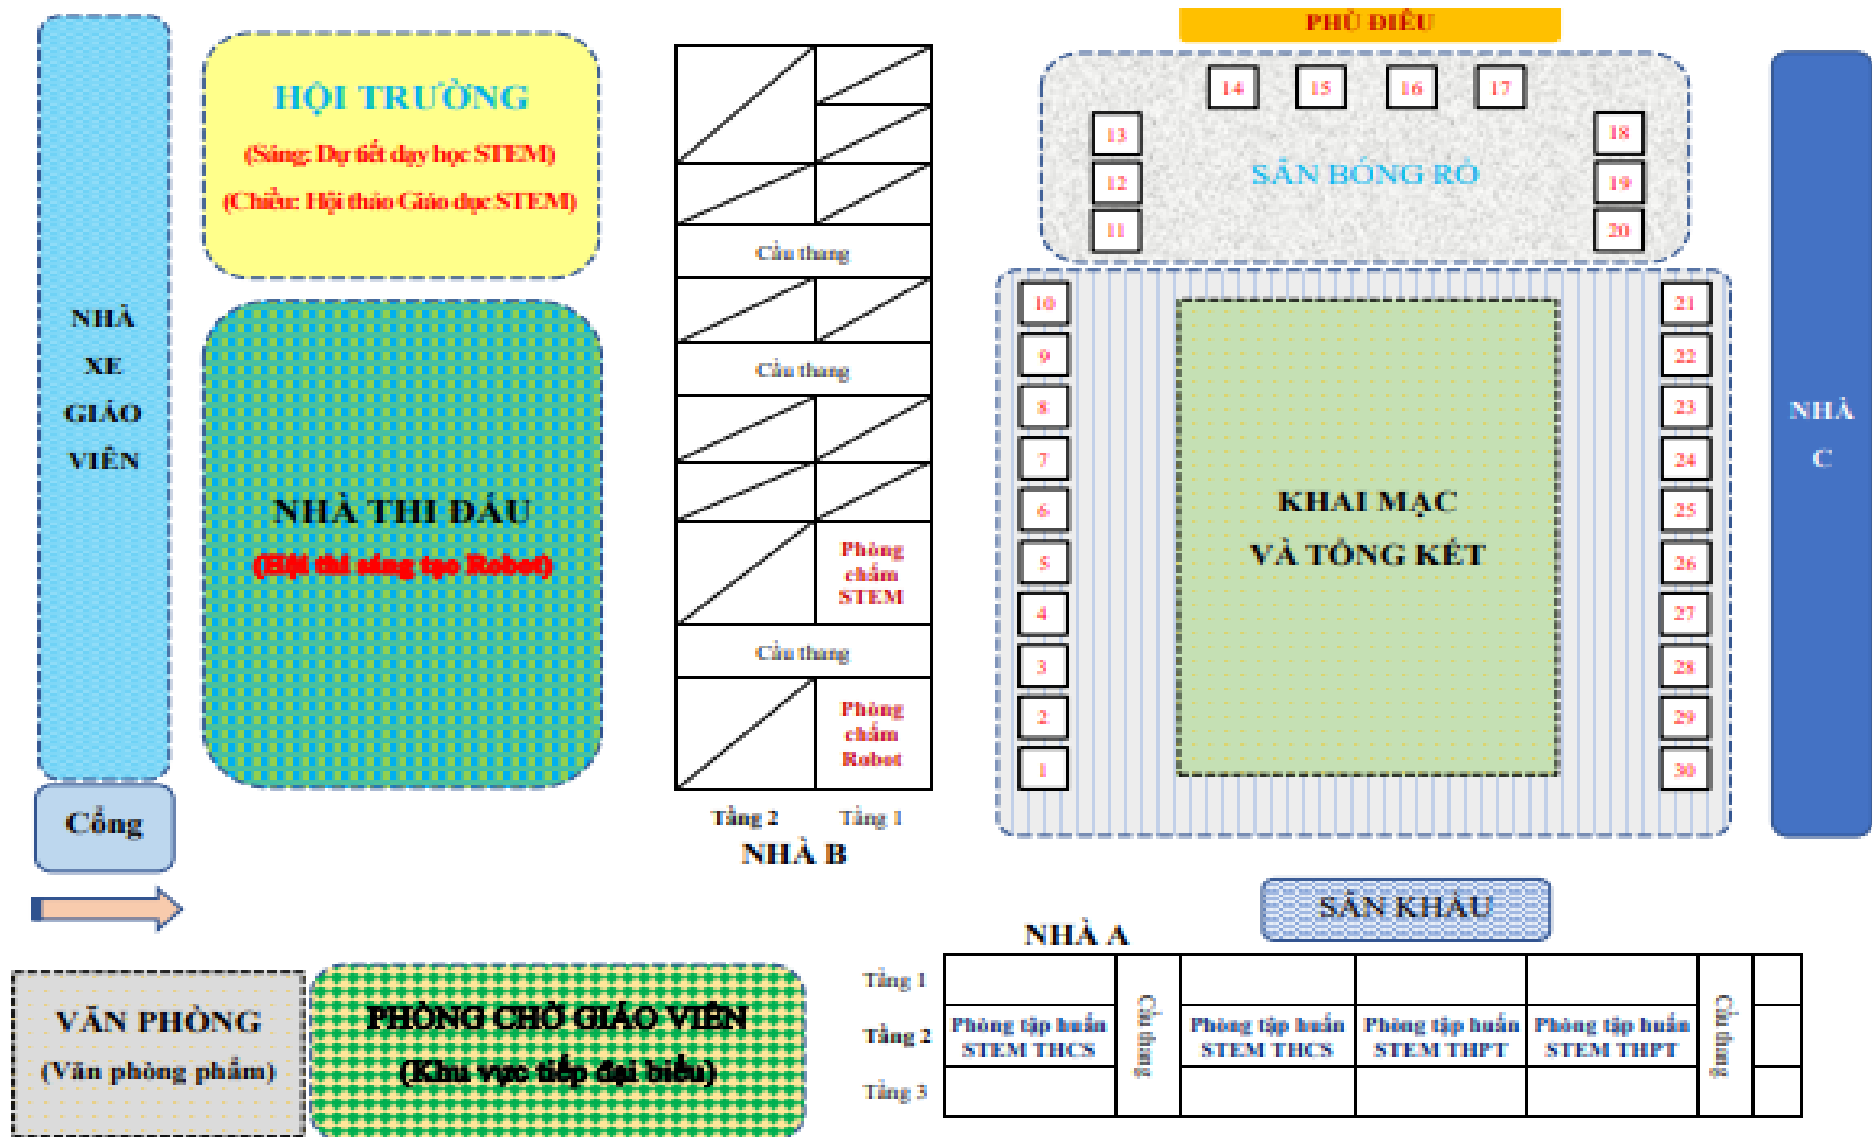 NHÀ
XE
GIÁO
VIÊN
Cổng
HỘI TRƯỜNG
(Sáng: Dự tiết dạy học STEM)
(Chiều: Hội thảo Giáo dục STEM)
NHÀ THI ĐẤU
(Hội thi sáng tạo Robot)
Cầu thang
Cầu thang
Phòng
chấm
STEM
Cầu thang
Phòng
chấm
Robot
Tầng 2
Tầng 1
NHÀ B
PHÙ ĐIÊU
14
15
16
17
13
18
12
SÂN BÓNG RỔ
19
11
20
10
21
9
22
8
23
7
24
6
25
5
26
4
27
3
28
2
29
1
30
KHAI MẠC
VÀ TỔNG KẾT
NHÀ
C
SÂN KHẤU
NHÀ A
Tầng 1
Tầng 2
Tầng 3
Phòng tập huấn
STEM THCS
Cầu thang
Phòng tập huấn
STEM THCS
Phòng tập huấn
STEM THPT
Phòng tập huấn
STEM THPT
Cầu thang
VĂN PHÒNG
(Văn phòng phẩm)
PHÒNG CHỜ GIÁO VIÊN
(Khu vực tiếp đại biểu)